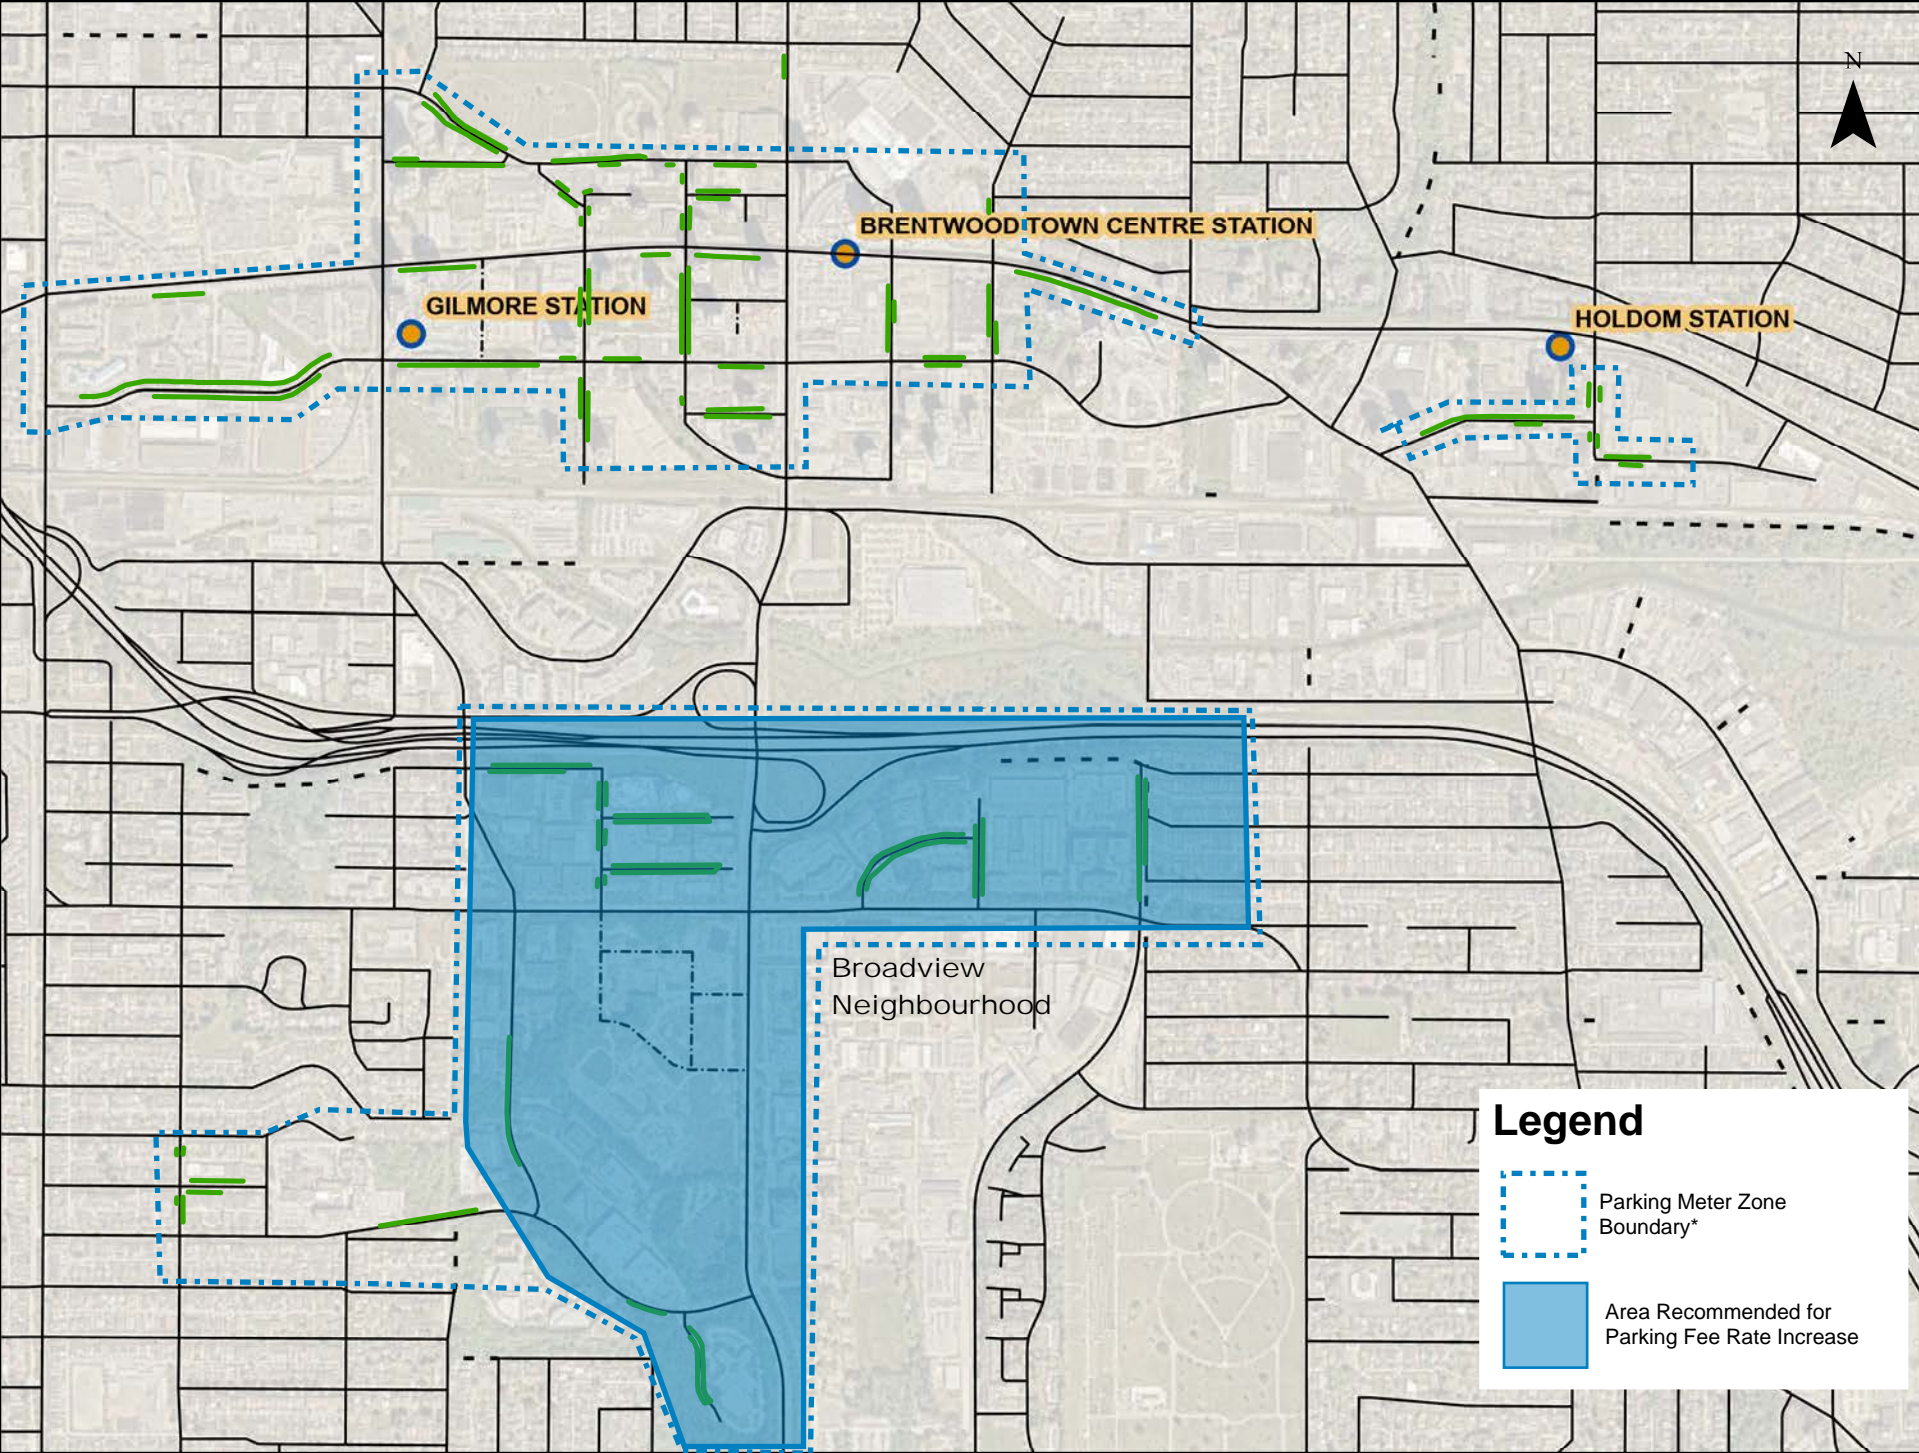 N
BRENTWOOD TOWN CENTRE STATION
GILMORE STATION
HOLDOM STATION
Broadview
Neighbourhood
Legend
Parking Meter Zone
Boundary*
Area Recommended for
Parking Fee Rate Increase